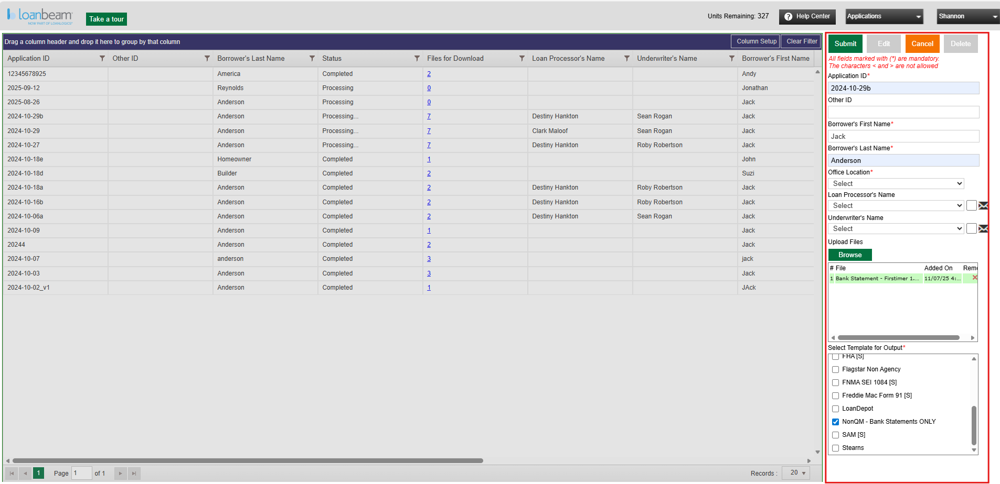 loanbeam
NOW PART OF LOANLOGICS
Take a tour
Units Remaining: 327
? Help Center
Applications
Shannon
Drag a column header and drop it here to group by that column
Column Setup
Clear Filter
Application ID Other ID Borrower's Last Name Status Files for Download Loan Processor's Name Underwriter's Name Borrower's First Name
12345678925 America Completed 2 Andy
2025-09-12 Reynolds Processing 0 Jonathan
2025-08-26 Anderson Processing 0 Jack
2024-10-29b Anderson Processing... 7 Destiny Hankton Sean Rogan Jack
2024-10-29 Anderson Processing... 7 Clark Maloof Sean Rogan Jack
2024-10-27 Anderson Processing... 7 Destiny Hankton Roby Robertson Jack
2024-10-18e Homeowner Completed 1 John
2024-10-18d Builder Completed 2 Suzi
2024-10-18a Anderson Completed 2 Destiny Hankton Roby Robertson Jack
2024-10-16b Anderson Completed 2 Destiny Hankton Roby Robertson Jack
2024-10-06a Anderson Completed 2 Destiny Hankton Sean Rogan Jack
2024-10-09 Anderson Completed 1 Jack
20244 Anderson Completed 2 Jack
2024-10-07 anderson Completed 3 jack
2024-10-03 Anderson Completed 3 Jack
2024-10-02_v1 Anderson Completed 1 JAck
1 Page 1 of 1
Records : 20
Submit Edit Cancel Delete
All fields marked with (*) are mandatory.
The characters < and > are not allowed
Application ID*
2024-10-29b
Other ID
Borrower's First Name*
Jack
Borrower's Last Name*
Anderson
Office Location*
Select
Loan Processor's Name
Select
Underwriter's Name
Select
Upload Files
Browse
# File Added On Rem
1 Bank Statement - Firstimer 1.... 11/07/25 4:...
Select Template for Output*
FHA [S]
Flagstar Non Agency
FNMA SEI 1084 [S]
Freddie Mac Form 91 [S]
LoanDepot
NonQM - Bank Statements ONLY
SAM [S]
Stearns